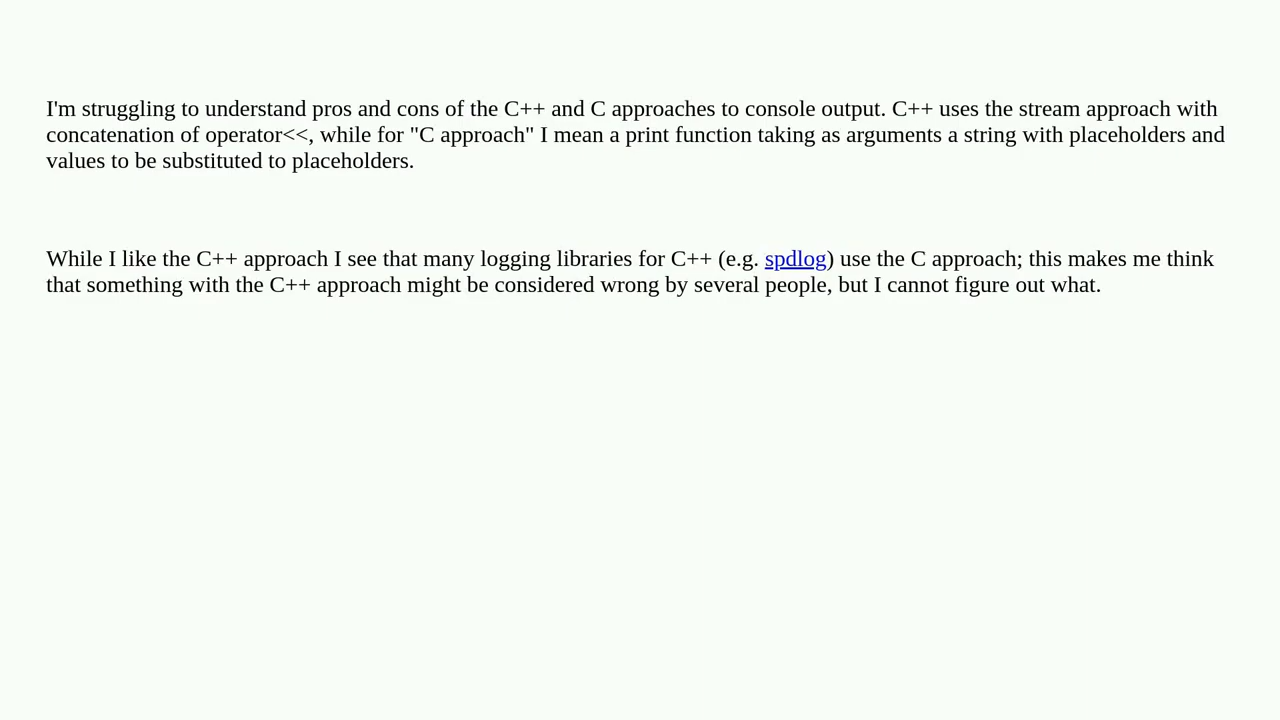 I'm struggling to understand pros and cons of the C++ and C approaches to console output. C++ uses the stream approach with
concatenation of operator<<, while for "C approach" I mean a print function taking as arguments a string with placeholders and
values to be substituted to placeholders.
While I like the C++ approach I see that many logging libraries for C++ (e.g. spdlog) use the C approach; this makes me think
that something with the C++ approach might be considered wrong by several people, but I cannot figure out what.